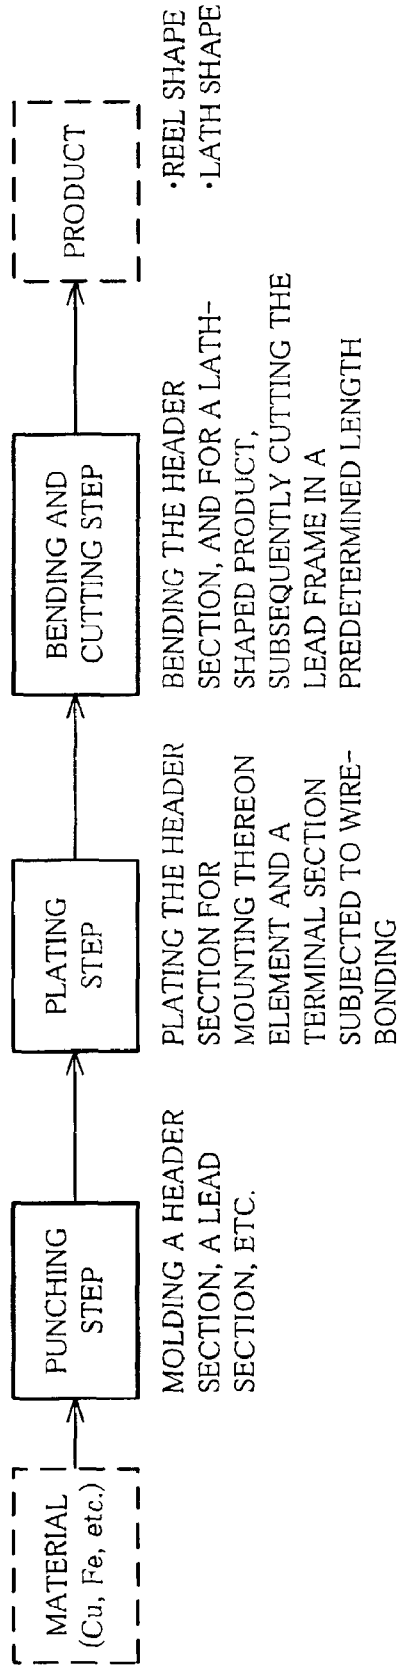 MATERIAL
(Cu, Fe, etc.)
PUNCHING
STEP
MOLDING A HEADER
SECTION, A LEAD
SECTION, ETC.
PLATING
STEP
PLATING THE HEADER
SECTION FOR
MOUNTING THEREON
ELEMENT AND A
TERMINAL SECTION
SUBJECTED TO WIRE-
BONDING
BENDING AND
CUTTING STEP
BENDING THE HEADER
SECTION, AND FOR A LATH-
SHAPED PRODUCT,
SUBSEQUENTLY CUTTING THE
LEAD FRAME IN A
PREDETERMINED LENGTH
PRODUCT
•REEL SHAPE
•LATH SHAPE